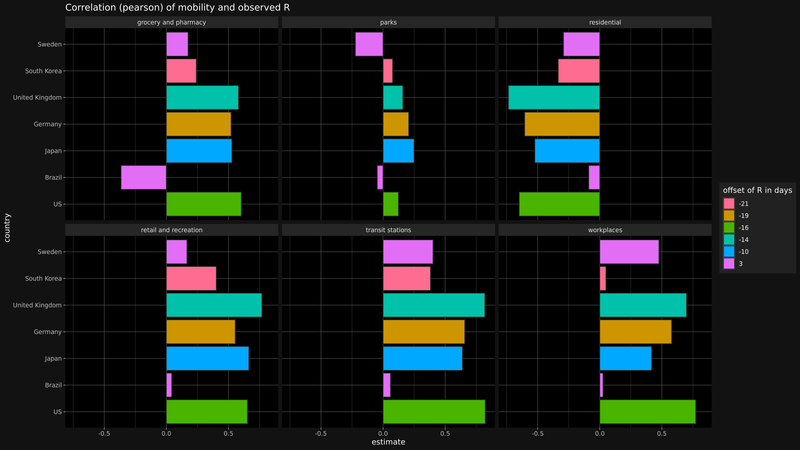 Correlation (pearson) of mobility and observed R
grocery and pharmacy
parks
residential
Sweden
South Korea
United Kingdom
Germany
Japan
Brazil
US
country
retail and recreation
transit stations
workplaces
Sweden
South Korea
United Kingdom
Germany
Japan
Brazil
US
-0.5 0.0 0.5
-0.5 0.0 0.5
-0.5 0.0 0.5
estimate
offset of R in days
-21
-19
-16
-14
-10
3